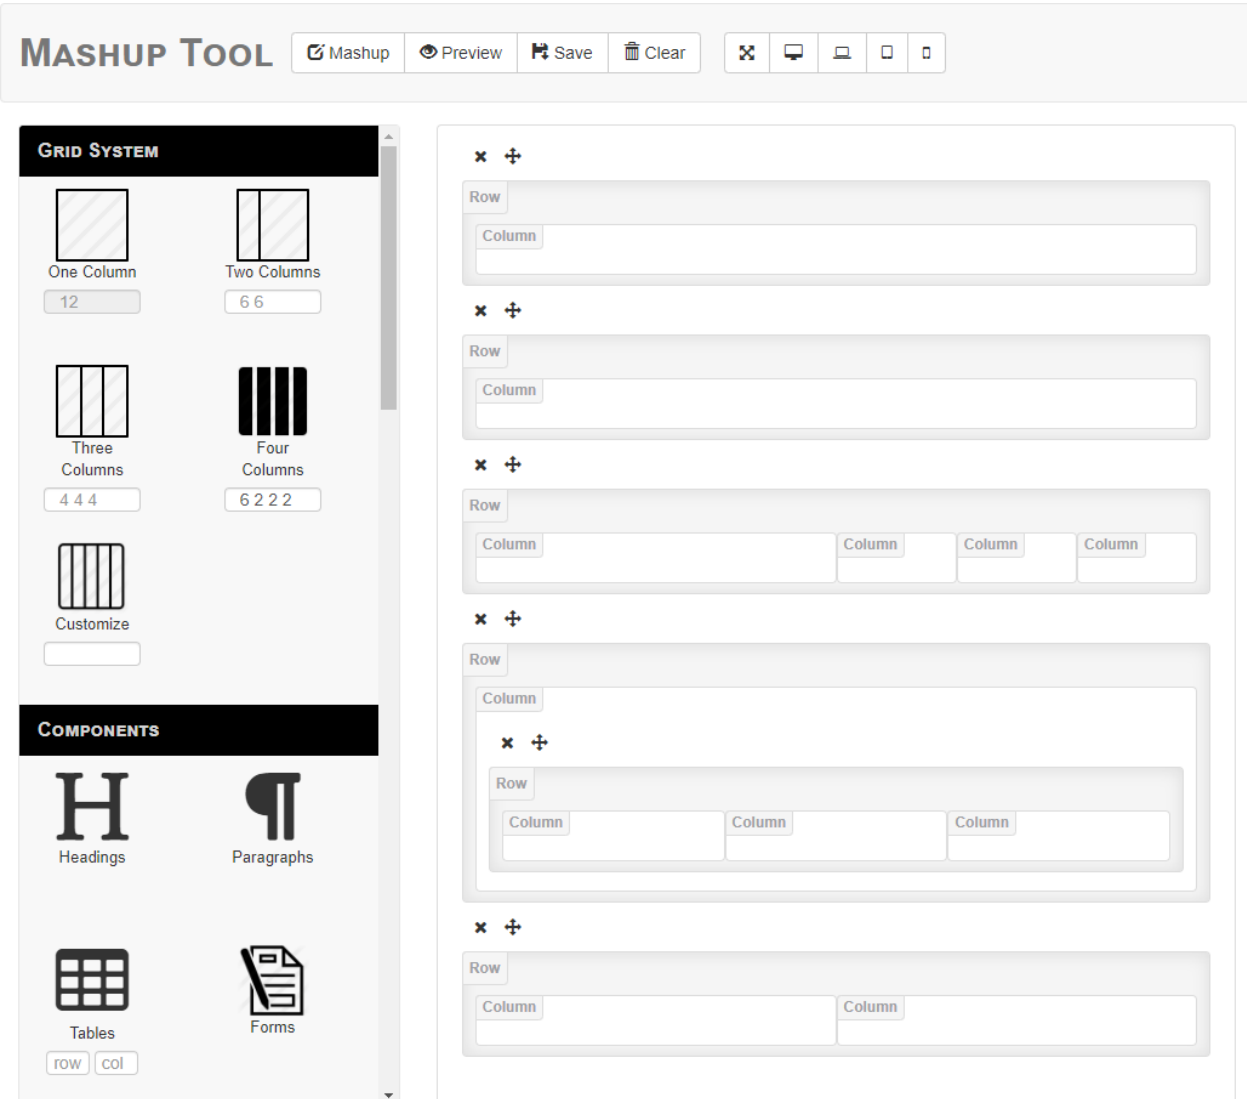 MASHUP TOOL
Mashup Preview Save Clear
GRID SYSTEM
One Column
Two Columns
12
6 6
Three
Columns
Four
Columns
4 4 4
6 2 2 2
Customize
COMPONENTS
Headings
Paragraphs
Tables
Forms
row col
Row
Column
Row
Column
Row
Column Column Column Column
Row
Column
Row
Column Column Column
Row
Column Column